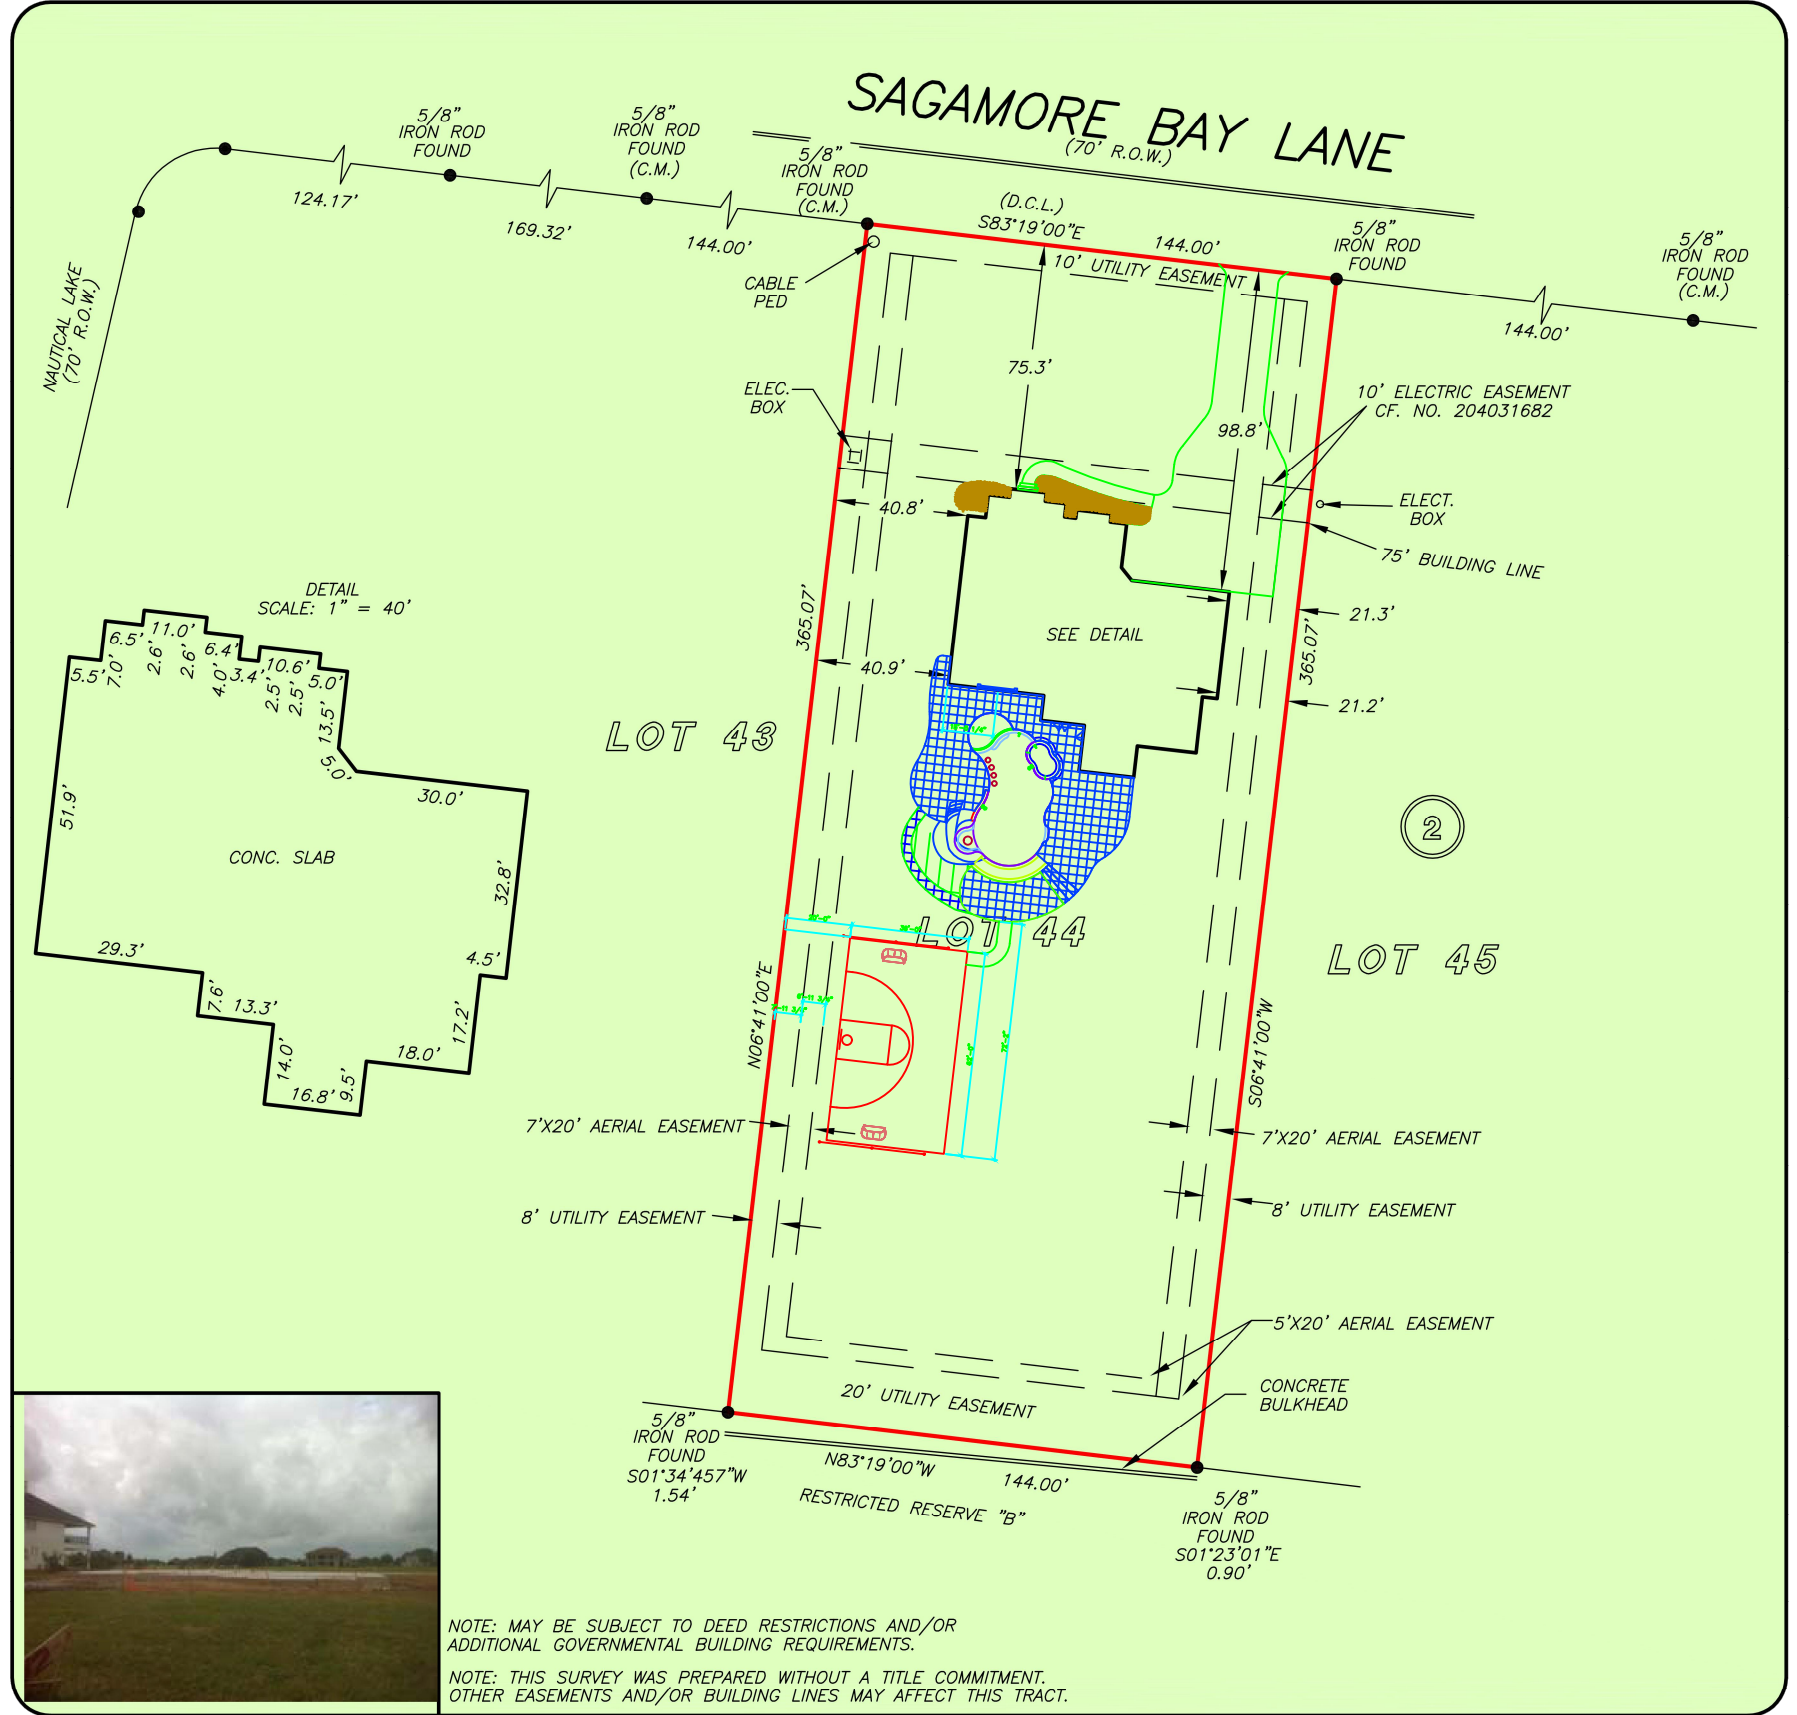 SAGAMORE BAY LANE
(70' R.O.W.)
5/8"
IRON ROD
FOUND
5/8"
IRON ROD
FOUND
(C.M.)
5/8"
IRON ROD
FOUND
(C.M.)
(D.C.L.)
S83°19'00"E
144.00'
5/8"
IRON ROD
FOUND
5/8"
IRON ROD
FOUND
(C.M.)
124.17'
169.32'
144.00'
144.00'
NAUTICAL LAKE
(70' R.O.W.)
CABLE
PED
10' UTILITY EASEMENT
75.3'
98.8'
ELEC.
BOX
10' ELECTRIC EASEMENT
CF. NO. 204031682
ELECT.
BOX
75' BUILDING LINE
40.8'
365.07'
40.9'
SEE DETAIL
21.3'
365.07'
21.2'
DETAIL
SCALE: 1" = 40'
6.5'
11.0'
6.4'
10.6'
5.5'
7.0'
2.6'
2.6'
4.0'
3.4'
2.5'
2.5'
5.0'
13.5'
5.0'
30.0'
51.9'
CONC. SLAB
32.8'
29.3'
4.5'
7.6'
13.3'
17.2'
14.0'
18.0'
16.8'
9.5'
LOT 43
2
LOT 44
LOT 45
N06°41'00"E
S06°41'00"W
7'X20' AERIAL EASEMENT
7'X20' AERIAL EASEMENT
8' UTILITY EASEMENT
8' UTILITY EASEMENT
5'X20' AERIAL EASEMENT
20' UTILITY EASEMENT
CONCRETE
BULKHEAD
5/8"
IRON ROD
FOUND
S01°34'457"W
1.54'
N83°19'00"W
144.00'
RESTRICTED RESERVE "B"
5/8"
IRON ROD
FOUND
S01°23'01"E
0.90'
NOTE: MAY BE SUBJECT TO DEED RESTRICTIONS AND/OR
ADDITIONAL GOVERNMENTAL BUILDING REQUIREMENTS.
NOTE: THIS SURVEY WAS PREPARED WITHOUT A TITLE COMMITMENT.
OTHER EASEMENTS AND/OR BUILDING LINES MAY AFFECT THIS TRACT.